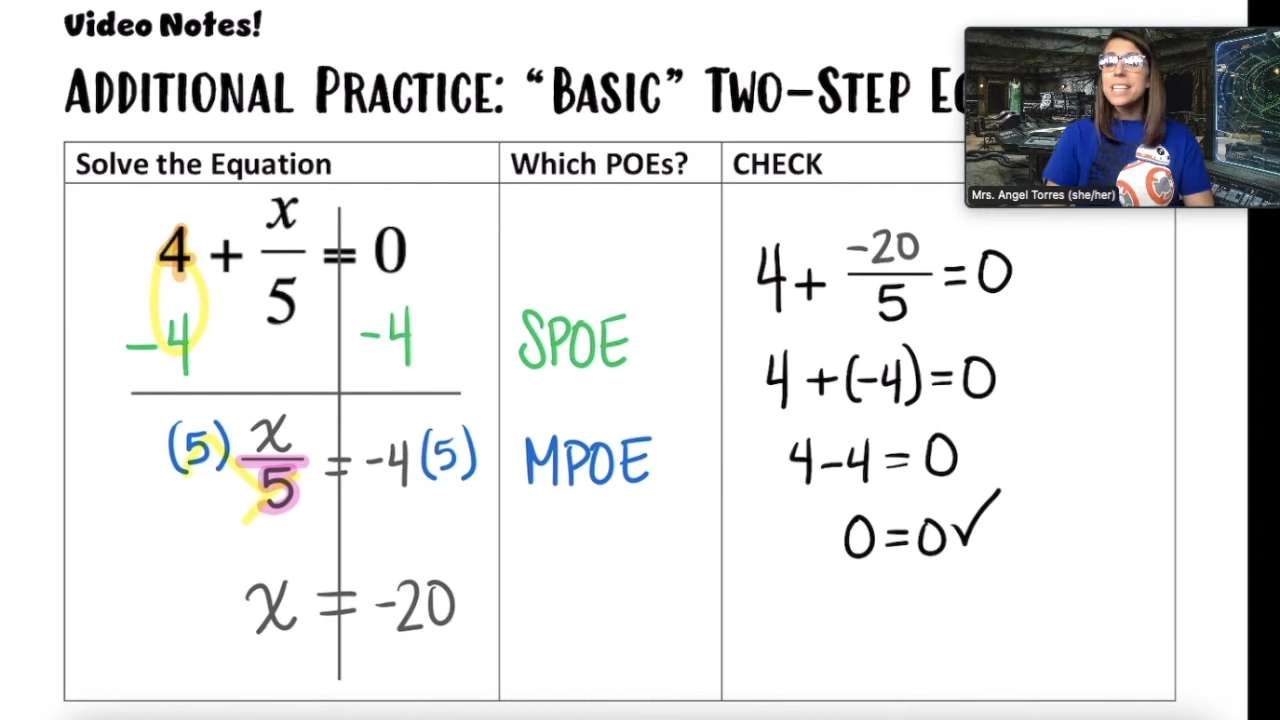 Video Notes!
ADDITIONAL PRACTICE: "BASIC" TWO-STEP
Solve the Equation
Which POEs?
CHECK
Mrs. Angel Torres (she/her)
4 + x/5 = 0
-4 -4
SPOE
(5) x/5 = -4 (5)
MPOE
x = -20
4 + -20/5 = 0
4 + (-4) = 0
4 - 4 = 0
0 = 0 ✓